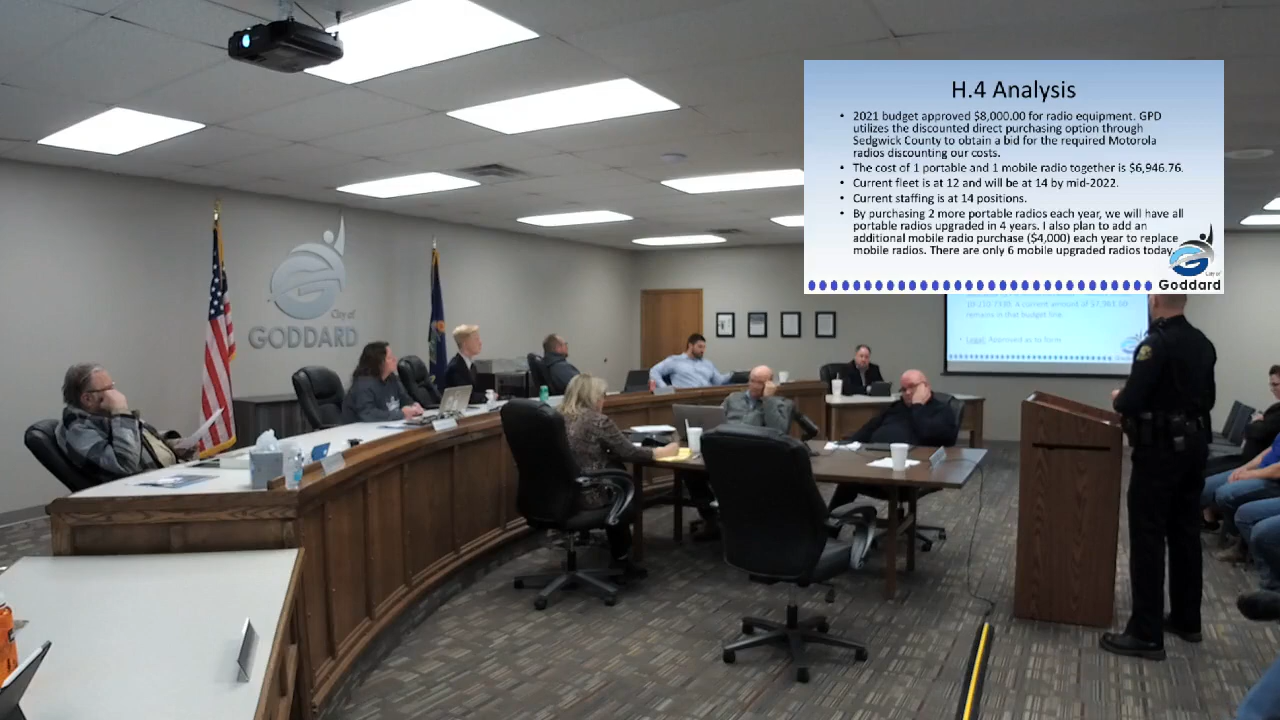 H.4 Analysis
• 2021 budget approved $8,000.00 for radio equipment. GPD
utilizes the discounted direct purchasing option through
Sedgwick County to obtain a bid for the required Motorola
radios discounting our costs.
• The cost of 1 portable and 1 mobile radio together is $6,946.76.
• Current fleet is at 12 and will be at 14 by mid-2022.
• Current staffing is at 14 positions.
• By purchasing 2 more portable radios each year, we will have all
portable radios upgraded in 4 years. I also plan to add an
additional mobile radio purchase ($4,000) each year to replace
mobile radios. There are only 6 mobile upgraded radios today.
City of
Goddard
City of
GODDARD
remains in that budget line.
• Legal: Approved as to form